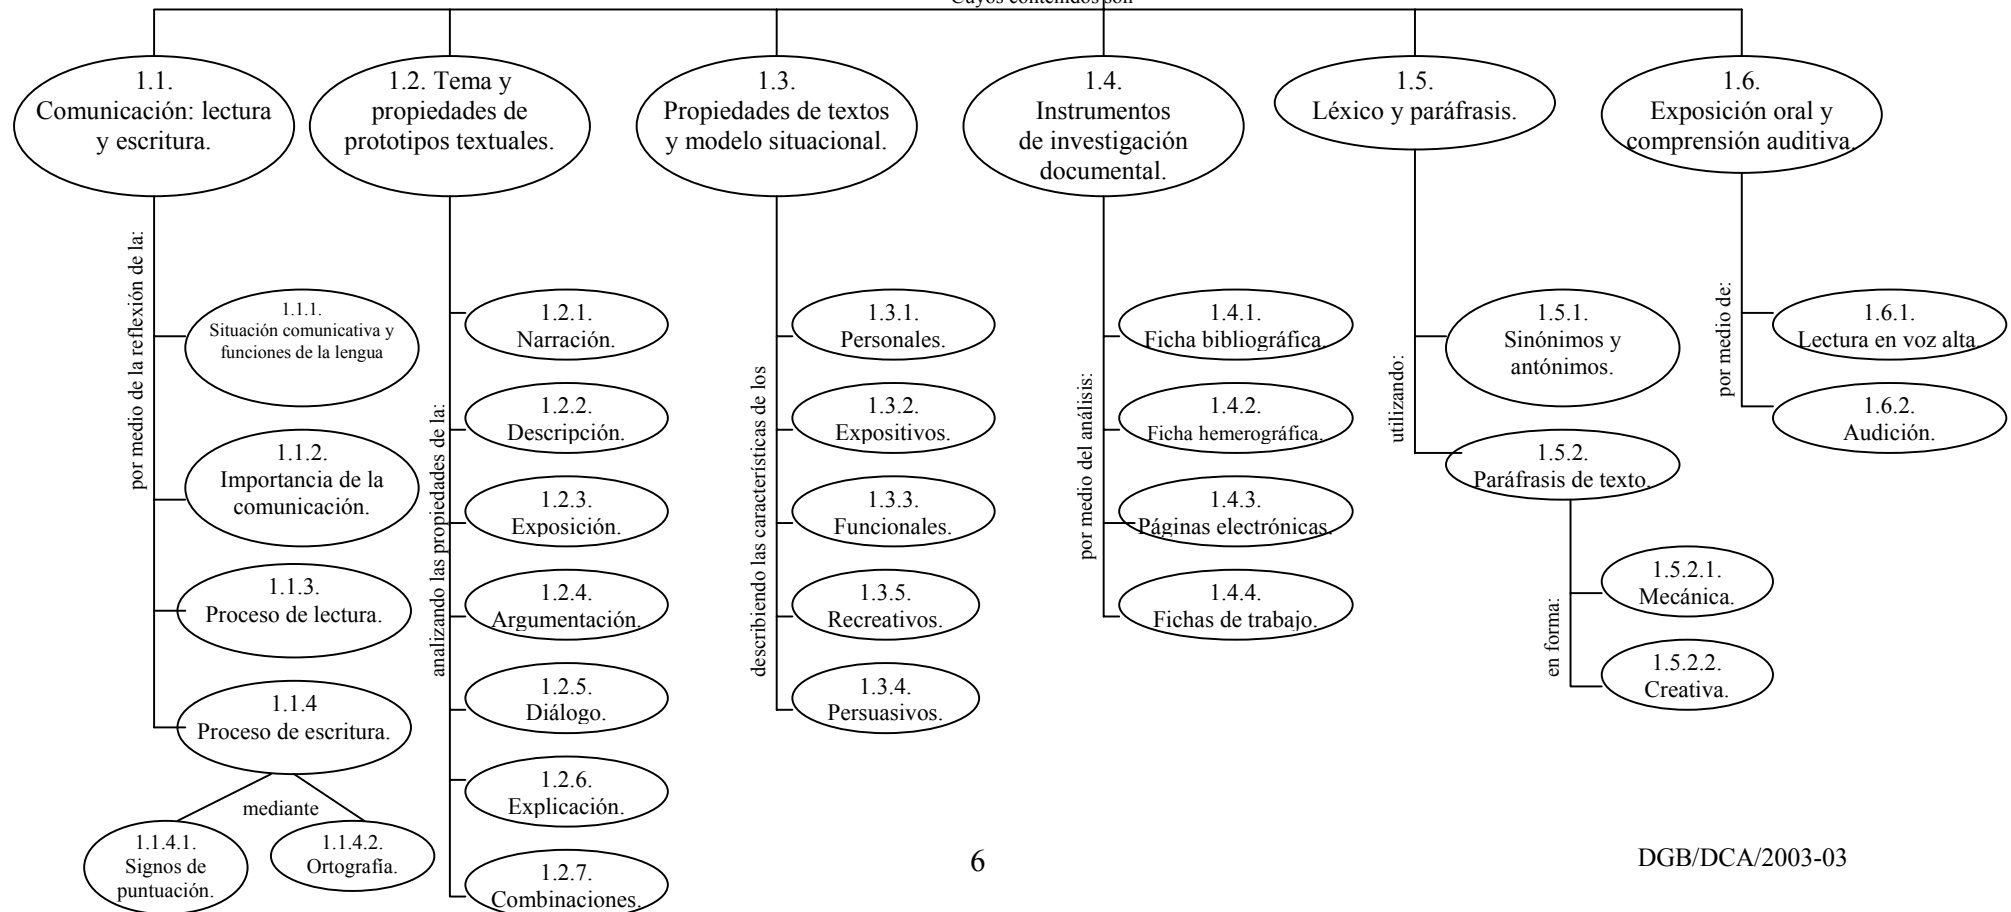 Cuyos contenidos son
1.1.
Comunicación: lectura
y escritura.
1.2. Tema y
propiedades de
prototipos textuales.
1.3.
Propiedades de textos
y modelo situacional.
1.4.
Instrumentos
de investigación
documental.
1.5.
Léxico y paráfrasis.
1.6.
Exposición oral y
comprensión auditiva.
por medio de la reflexión de la:
1.1.1.
Situación comunicativa y
funciones de la lengua
1.1.2.
Importancia de la
comunicación.
1.1.3.
Proceso de lectura.
1.1.4
Proceso de escritura.
mediante
1.1.4.1.
Signos de
puntuación.
1.1.4.2.
Ortografía.
analizando las propiedades de la:
1.2.1.
Narración.
1.2.2.
Descripción.
1.2.3.
Exposición.
1.2.4.
Argumentación.
1.2.5.
Diálogo.
1.2.6.
Explicación.
1.2.7.
Combinaciones.
describiendo las características de los
1.3.1.
Personales.
1.3.2.
Expositivos.
1.3.3.
Funcionales.
1.3.5.
Recreativos.
1.3.4.
Persuasivos.
por medio del análisis:
1.4.1.
Ficha bibliográfica.
1.4.2.
Ficha hemerográfica.
1.4.3.
Páginas electrónicas.
1.4.4.
Fichas de trabajo.
utilizando:
1.5.1.
Sinónimos y
antónimos.
1.5.2.
Paráfrasis de texto.
en forma:
1.5.2.1.
Mecánica.
1.5.2.2.
Creativa.
por medio de:
1.6.1.
Lectura en voz alta.
1.6.2.
Audición.
6
DGB/DCA/2003-03